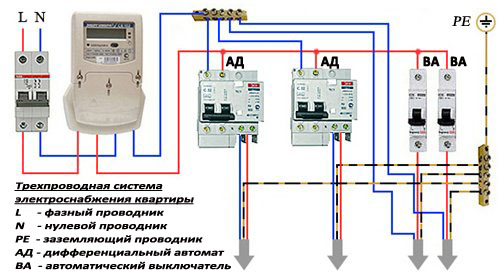 L N
PE
АД
АД
ВА ВА
Трехпроводная система
электроснабжения квартиры
L - фазный проводник
N - нулевой проводник
PE - заземляющий проводник
АД - дифференциальный автомат
ВА - автоматический выключатель